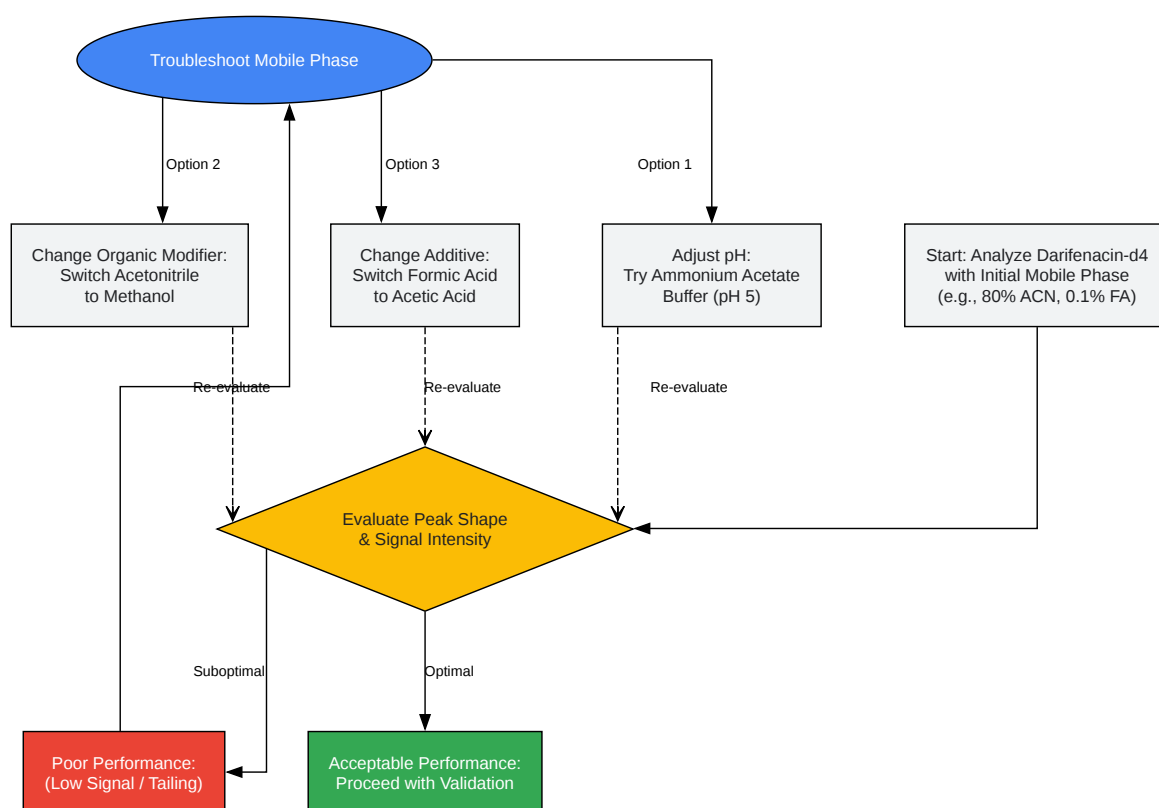 Troubleshoot Mobile Phase
Option 2
Option 3
Option 1
Change Organic Modifier:
Switch Acetonitrile
to Methanol
Change Additive:
Switch Formic Acid
to Acetic Acid
Adjust pH:
Try Ammonium Acetate
Buffer (pH 5)
Start: Analyze Darifenacin-d4
with Initial Mobile Phase
(e.g., 80% ACN, 0.1% FA)
Re-evaluate
Re-evaluate
Re-evaluate
Evaluate Peak Shape
& Signal Intensity
Suboptimal
Optimal
Poor Performance:
(Low Signal / Tailing)
Acceptable Performance:
Proceed with Validation